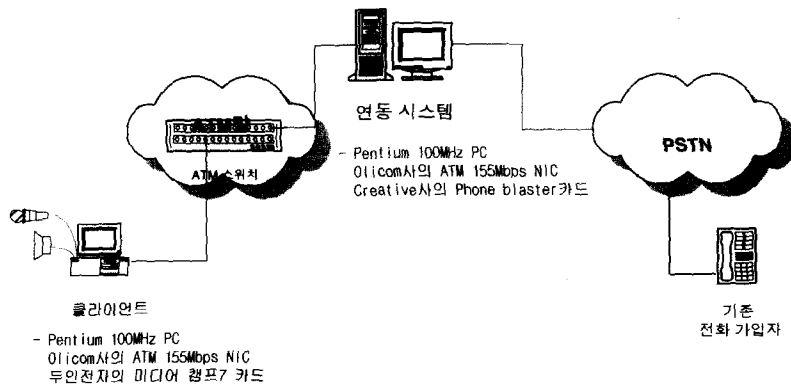 연동 시스템
- Pentium 100MHz PC
Olicom사의 ATM 155Mbps NIC
Creative사의 Phone blaster카드
ATM망
ATM 스위치
PSTN
클라이언트
- Pentium 100MHz PC
Olicom사의 ATM 155Mbps NIC
두인전자의 미디어 캠프7 카드
기존
전화 가입자